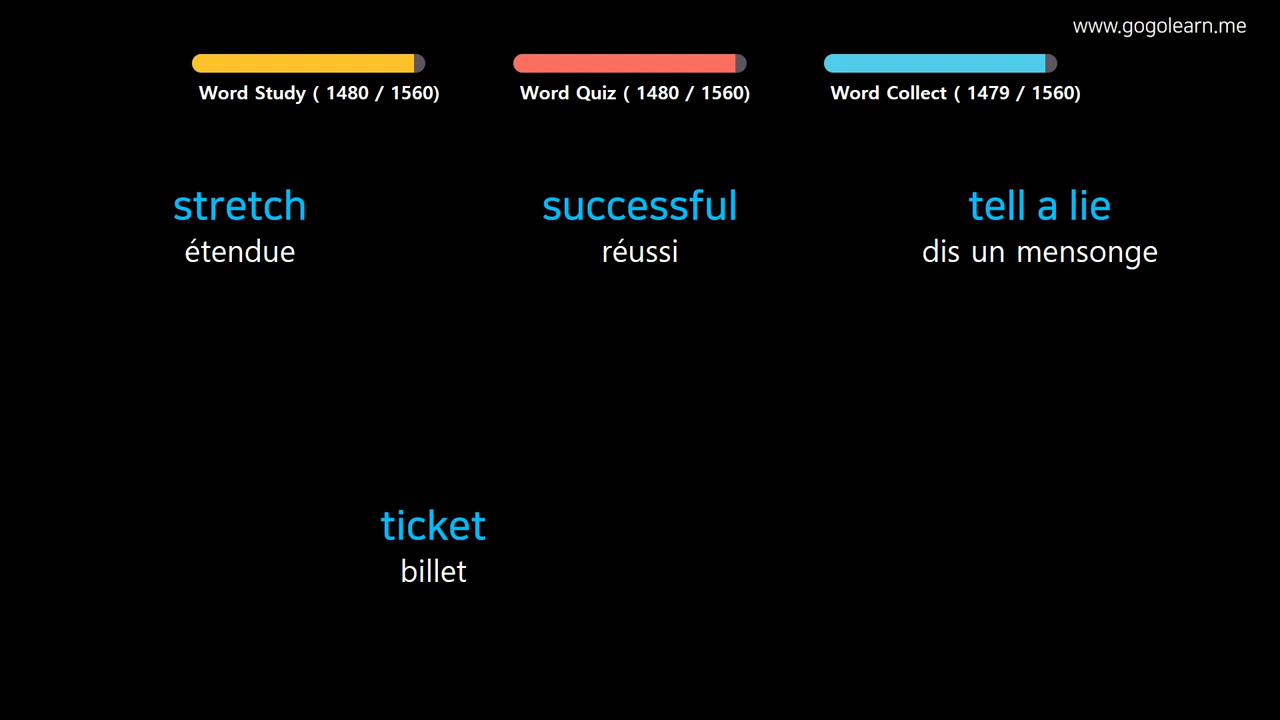 www.gogolearn.me
Word Study ( 1480 / 1560)
Word Quiz ( 1480 / 1560)
Word Collect ( 1479 / 1560)
stretch
étendue
successful
réussi
tell a lie
dis un mensonge
ticket
billet